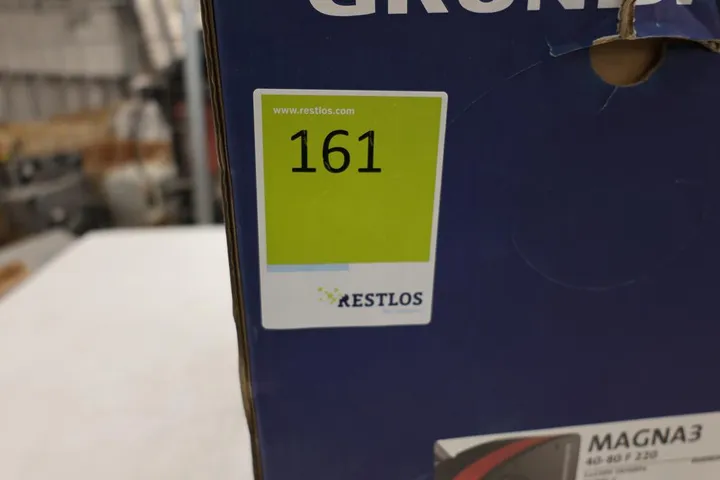 www.restlos.com
161
RESTLOS
MAGNA3
40-80 F 220